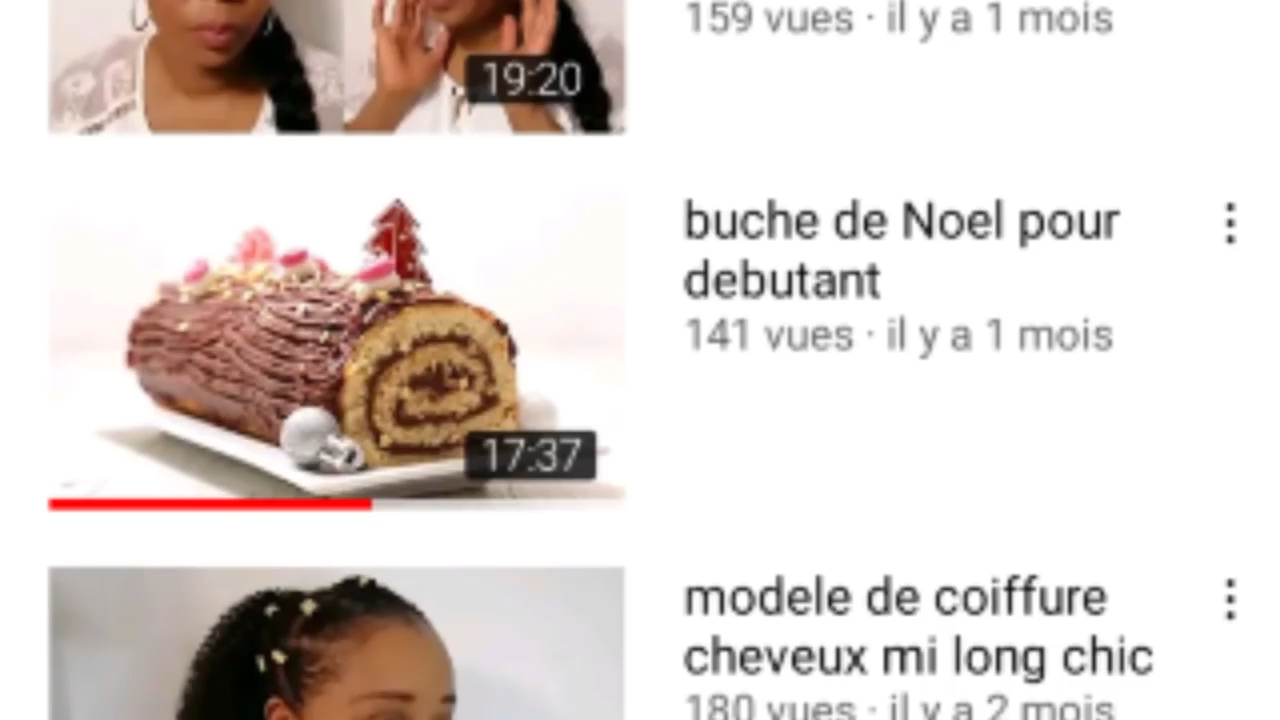 159 vues · il y a 1 mois
19:20
buche de Noel pour
debutant
141 vues · il y a 1 mois
17:37
modele de coiffure
cheveux mi long chic
180 vues · il y a 2 mois